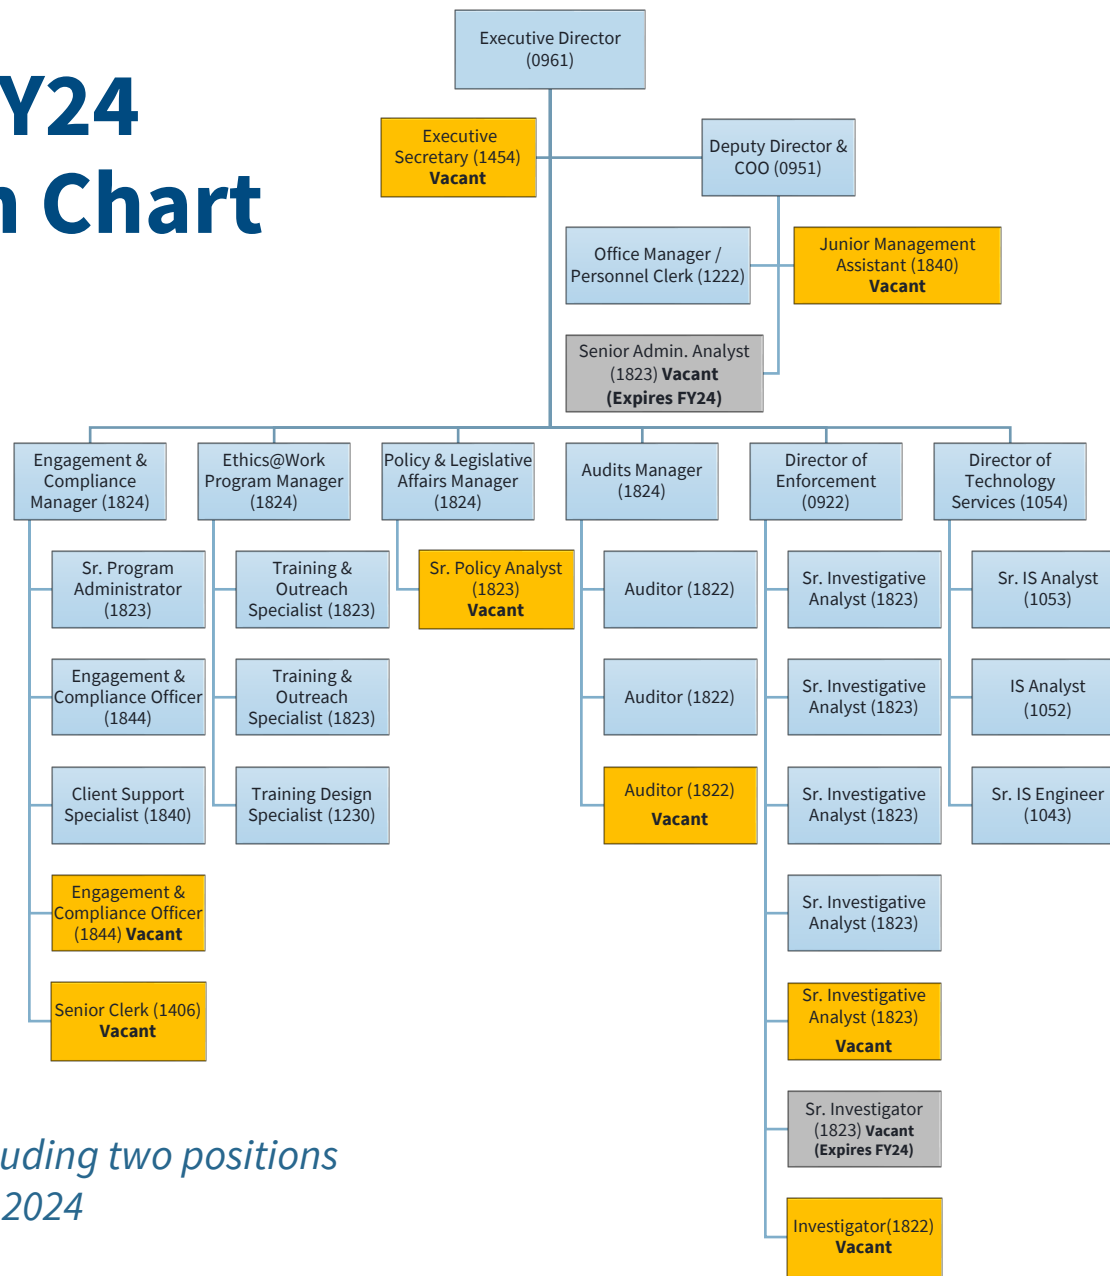 Y24
Chart
Executive Director
(0961)
Executive
Secretary (1454)
Vacant
Deputy Director &
COO (0951)
Office Manager /
Personnel Clerk (1222)
Junior Management
Assistant (1840)
Vacant
Senior Admin. Analyst
(1823) Vacant
(Expires FY24)
Engagement &
Compliance
Manager (1824)
Sr. Program
Administrator
(1823)
Engagement &
Compliance Officer
(1844)
Client Support
Specialist (1840)
Engagement &
Compliance Officer
(1844) Vacant
Senior Clerk (1406)
Vacant
Ethics@Work
Program Manager
(1824)
Training &
Outreach
Specialist (1823)
Training &
Outreach
Specialist (1823)
Training Design
Specialist (1230)
Policy & Legislative
Affairs Manager
(1824)
Sr. Policy Analyst
(1823)
Vacant
Audits Manager
(1824)
Auditor (1822)
Auditor (1822)
Auditor (1822)
Vacant
Director of
Enforcement
(0922)
Sr. Investigative
Analyst (1823)
Sr. Investigative
Analyst (1823)
Sr. Investigative
Analyst (1823)
Sr. Investigative
Analyst (1823)
Sr. Investigative
Analyst (1823)
Vacant
Sr. Investigator
(1823) Vacant
(Expires FY24)
Investigator(1822)
Vacant
Director of
Technology
Services (1054)
Sr. IS Analyst
(1053)
IS Analyst
(1052)
Sr. IS Engineer
(1043)
uding two positions
2024